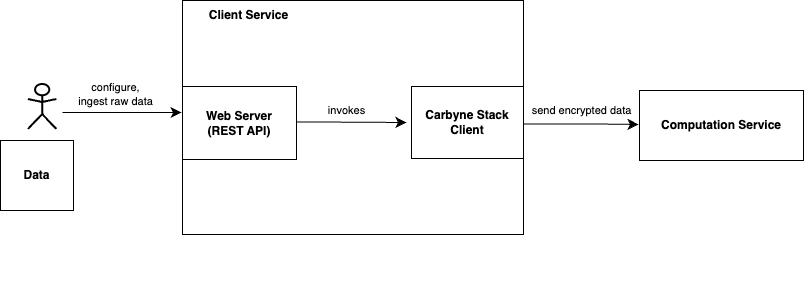 Client Service
configure,
ingest raw data
Data
Web Server
(REST API)
invokes
Carbyne Stack
Client
send encrypted data
Computation Service